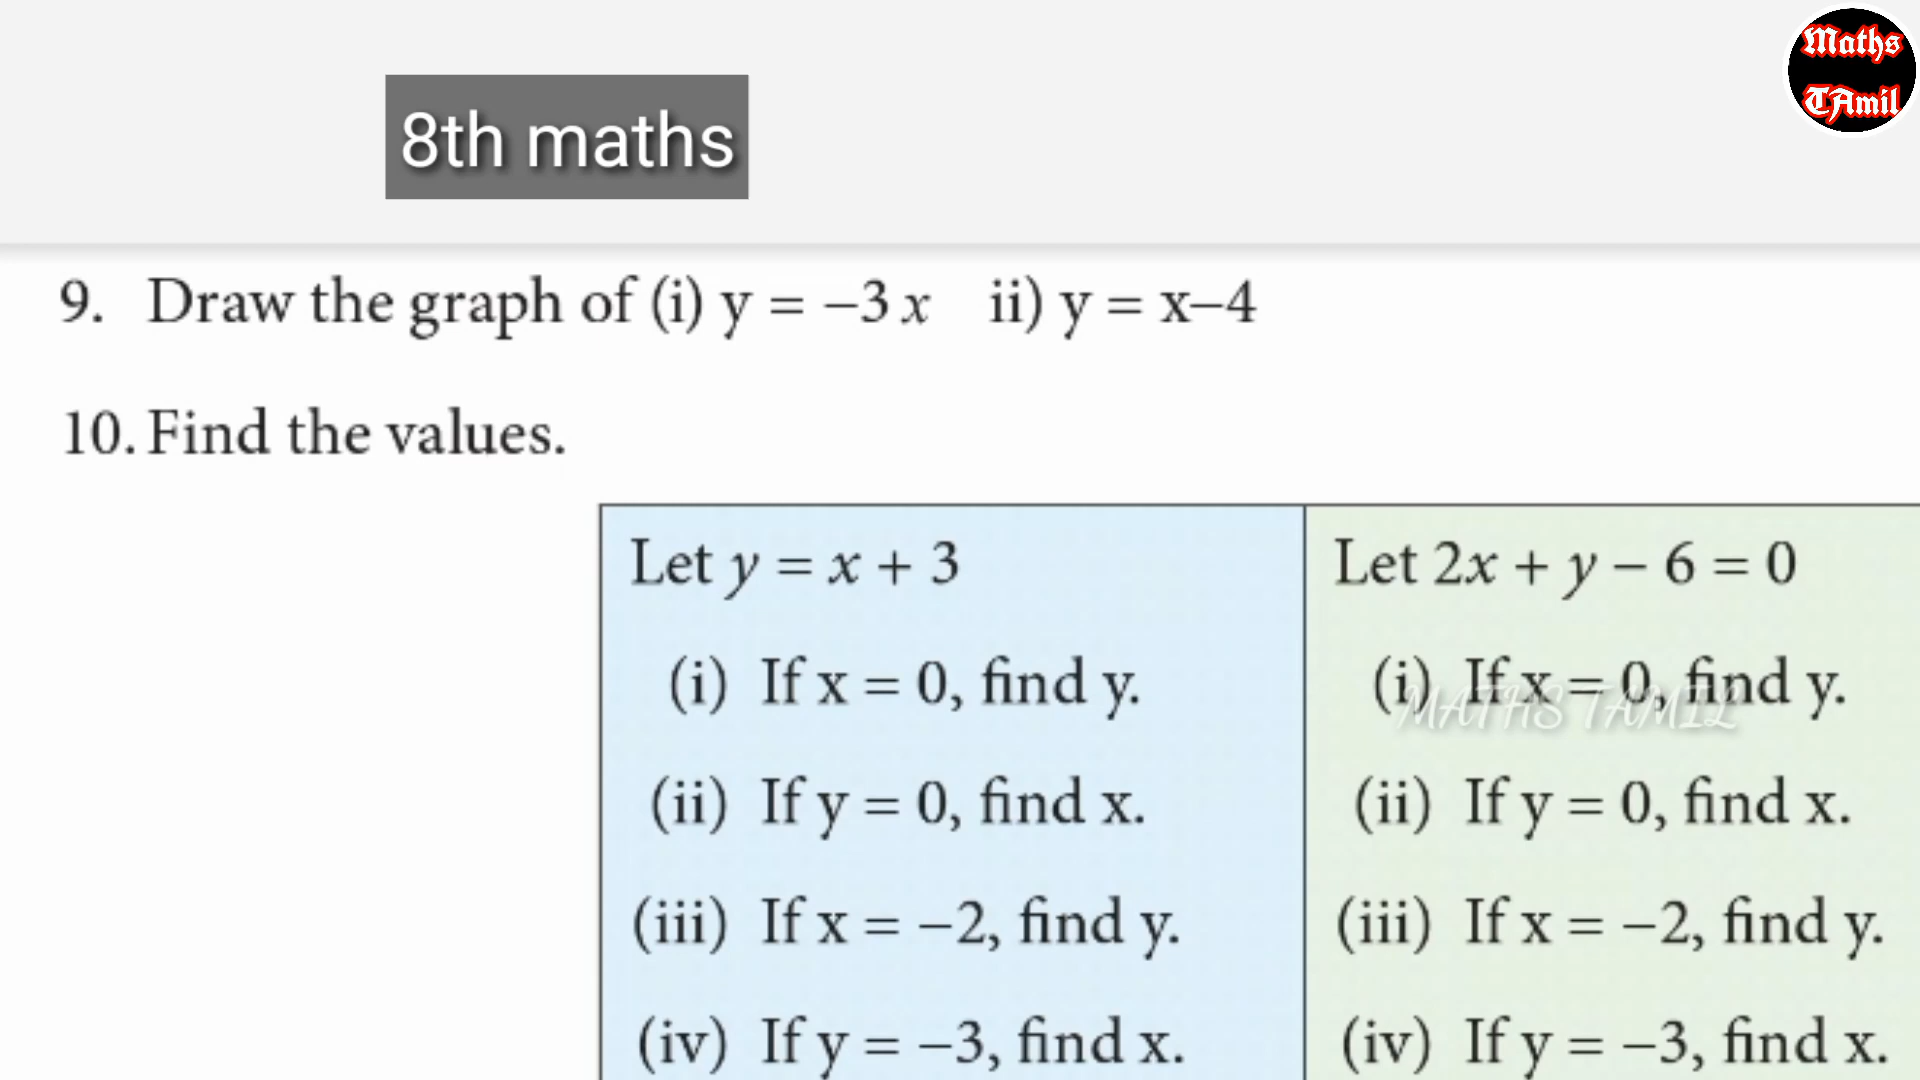 Maths
TAmil
8th maths
9. Draw the graph of (i) y = −3 x ii) y = x–4
10. Find the values.
Let y = x + 3
(i) If x = 0, find y.
(ii) If y = 0, find x.
(iii) If x = −2, find y.
(iv) If y = −3, find x.
Let 2x + y − 6 = 0
(i) If x = 0, find y.
MATHS TAMIL
(ii) If y = 0, find x.
(iii) If x = −2, find y.
(iv) If y = −3, find x.